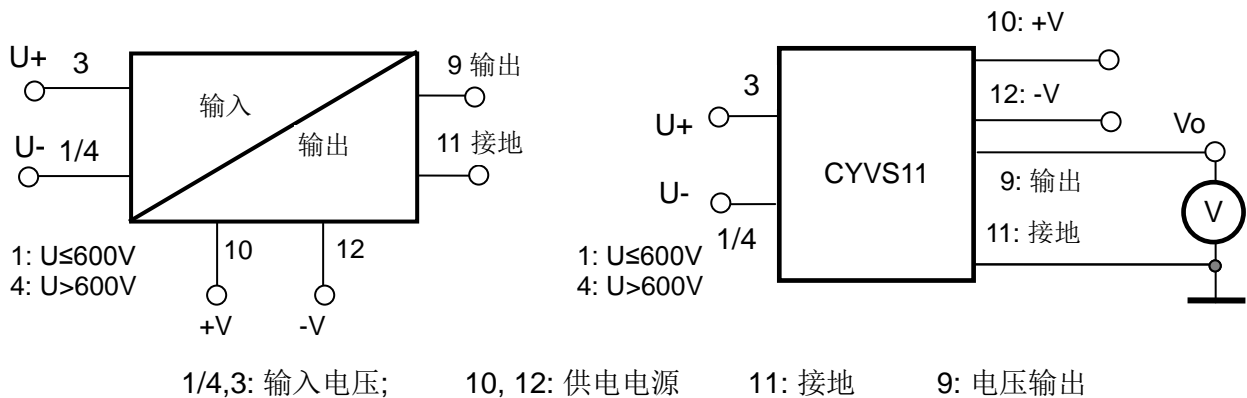 U+
3
输入
输出
9 输出
U-
1/4
11 接地
10
12
1: U≤600V
4: U>600V
+V
-V
10: +V
12: -V
3
U+
Vo
CYVS11
9: 输出
V
U-
1/4
11: 接地
1: U≤600V
4: U>600V
1/4,3: 输入电压; 10, 12: 供电电源 11: 接地 9: 电压输出